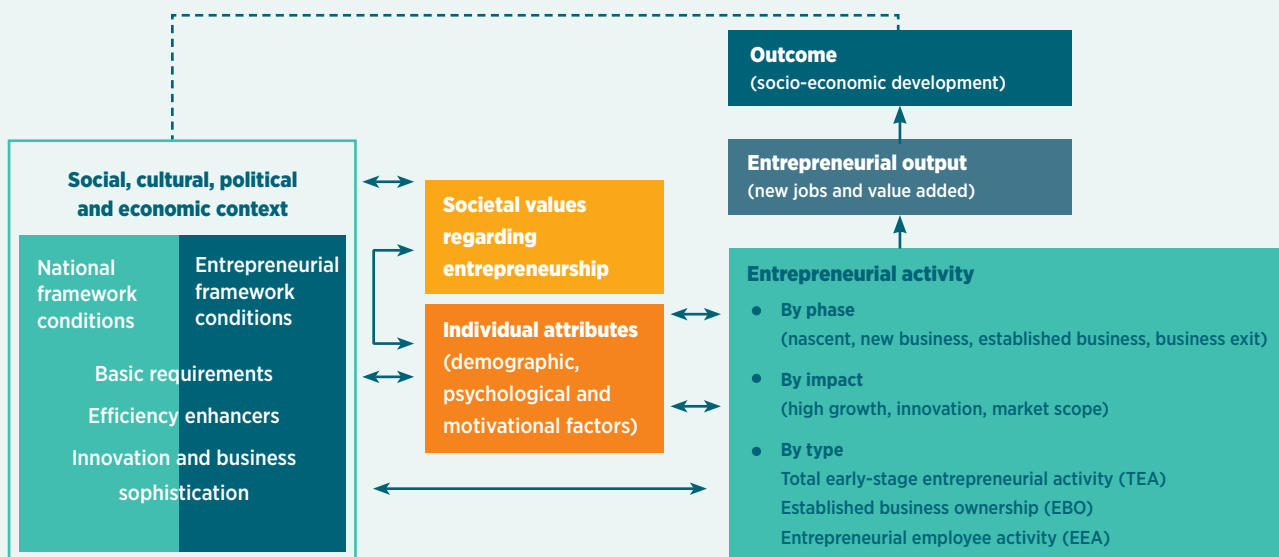 Outcome
(socio-economic development)
Entrepreneurial output
(new jobs and value added)
Social, cultural, political
and economic context
National
framework
conditions
Entrepreneurial
framework
conditions
Basic requirements
Efficiency enhancers
Innovation and business
sophistication
Societal values
regarding
entrepreneurship
Individual attributes
(demographic,
psychological and
motivational factors)
Entrepreneurial activity
• By phase
(nascent, new business, established business, business exit)
• By impact
(high growth, innovation, market scope)
• By type
Total early-stage entrepreneurial activity (TEA)
Established business ownership (EBO)
Entrepreneurial employee activity (EEA)